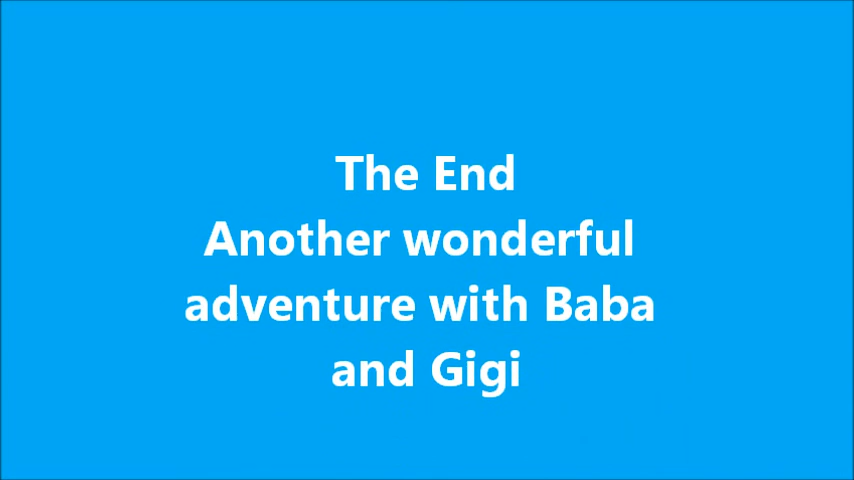 The End
Another wonderful
adventure with Baba
and Gigi